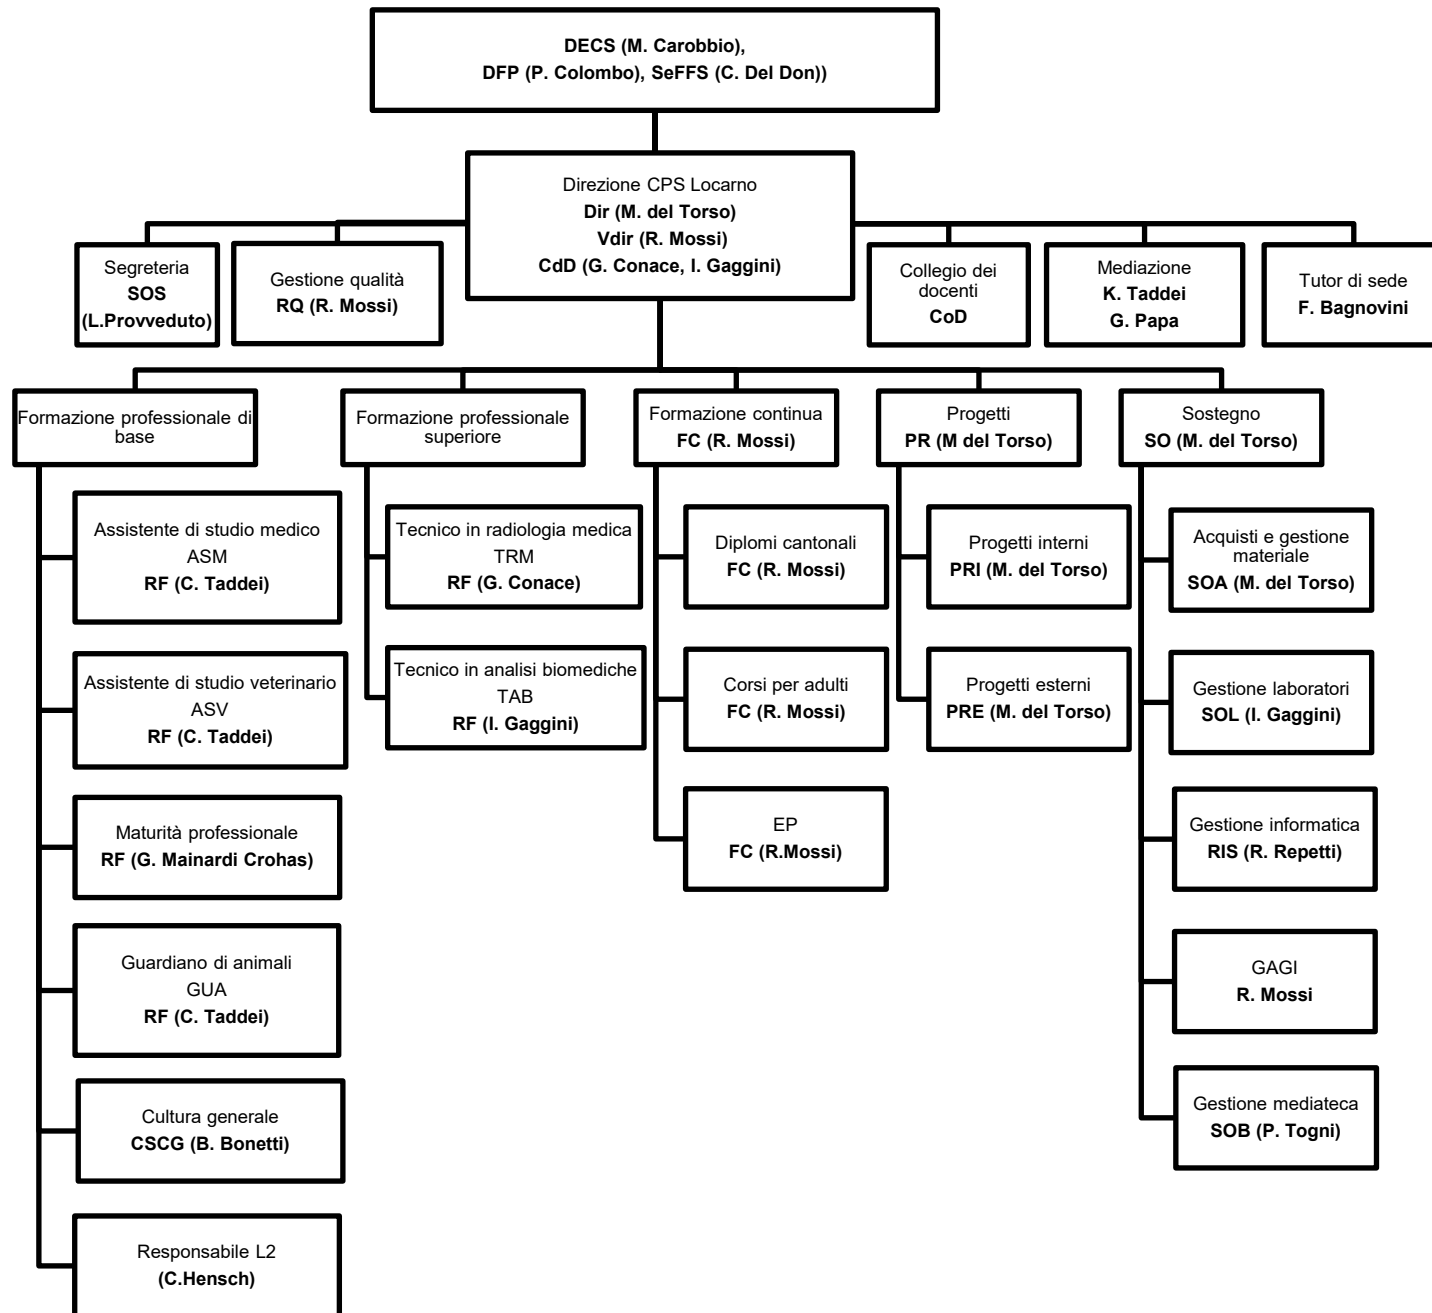 DECS (M. Carobbio),
DFP (P. Colombo), SeFFS (C. Del Don))
Direzione CPS Locarno
Dir (M. del Torso)
Vdir (R. Mossi)
CdD (G. Conace, I. Gaggini)
Segreteria
SOS
(L.Provveduto)
Gestione qualità
RQ (R. Mossi)
Collegio dei
docenti
CoD
Mediazione
K. Taddei
G. Papa
Tutor di sede
F. Bagnovini
Formazione professionale di
base
Formazione professionale
superiore
Formazione continua
FC (R. Mossi)
Progetti
PR (M del Torso)
Sostegno
SO (M. del Torso)
Assistente di studio medico
ASM
RF (C. Taddei)
Assistente di studio veterinario
ASV
RF (C. Taddei)
Maturità professionale
RF (G. Mainardi Crohas)
Guardiano di animali
GUA
RF (C. Taddei)
Cultura generale
CSCG (B. Bonetti)
Responsabile L2
(C.Hensch)
Tecnico in radiologia medica
TRM
RF (G. Conace)
Tecnico in analisi biomediche
TAB
RF (I. Gaggini)
Diplomi cantonali
FC (R. Mossi)
Corsi per adulti
FC (R. Mossi)
EP
FC (R.Mossi)
Progetti interni
PRI (M. del Torso)
Progetti esterni
PRE (M. del Torso)
Acquisti e gestione
materiale
SOA (M. del Torso)
Gestione laboratori
SOL (I. Gaggini)
Gestione informatica
RIS (R. Repetti)
GAGI
R. Mossi
Gestione mediateca
SOB (P. Togni)